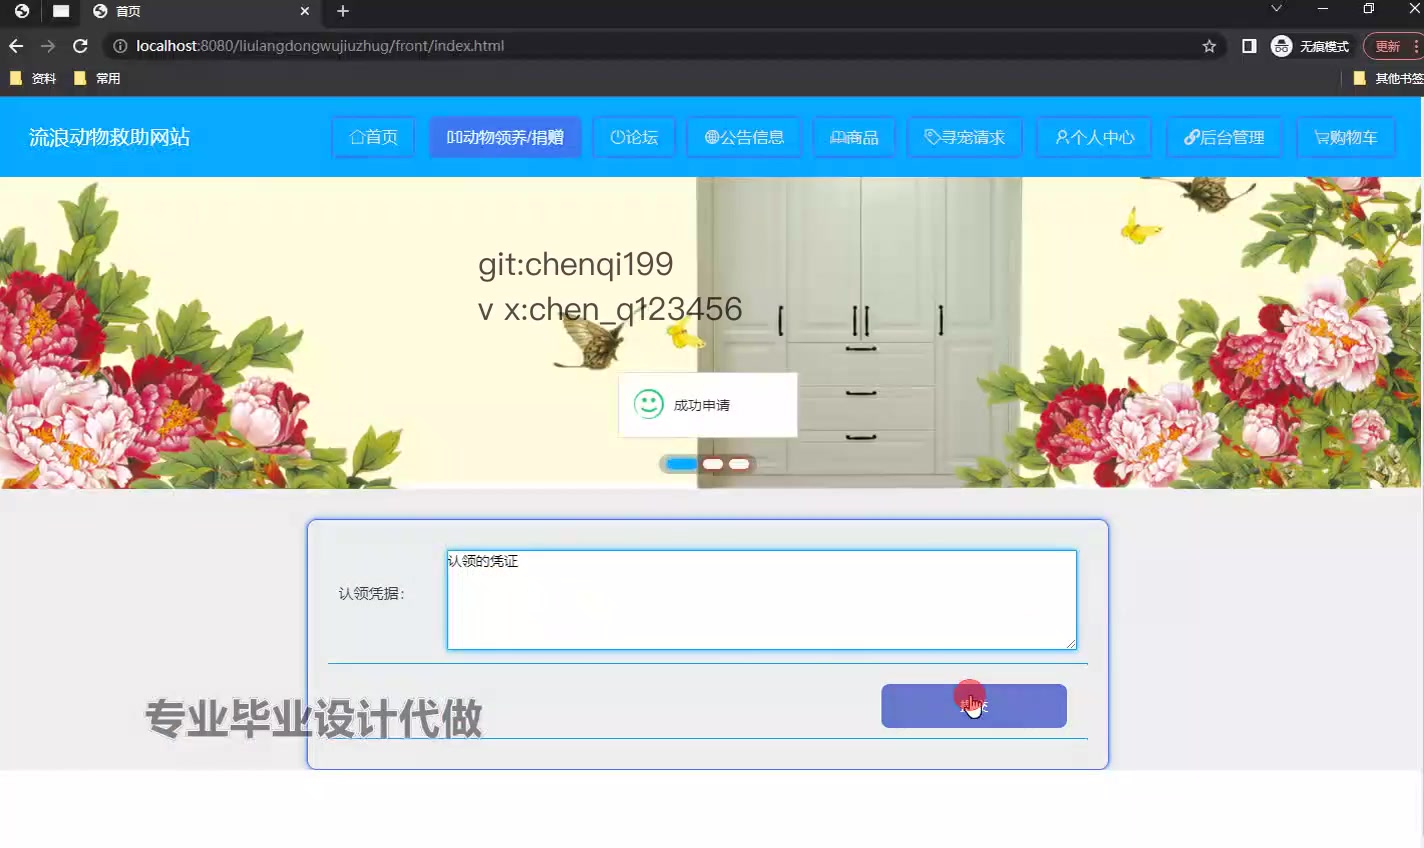 首页
localhost:8080/liulangdongwujiuzhug/front/index.html
无痕模式
更新
资料
常用
其他书签
流浪动物救助网站
首页
动物领养/捐赠
论坛
公告信息
商品
寻宠请求
个人中心
后台管理
购物车
git:chenqi199
v x:chen_q123456
成功申请
认领凭据：
认领的凭证
专业毕业设计代做